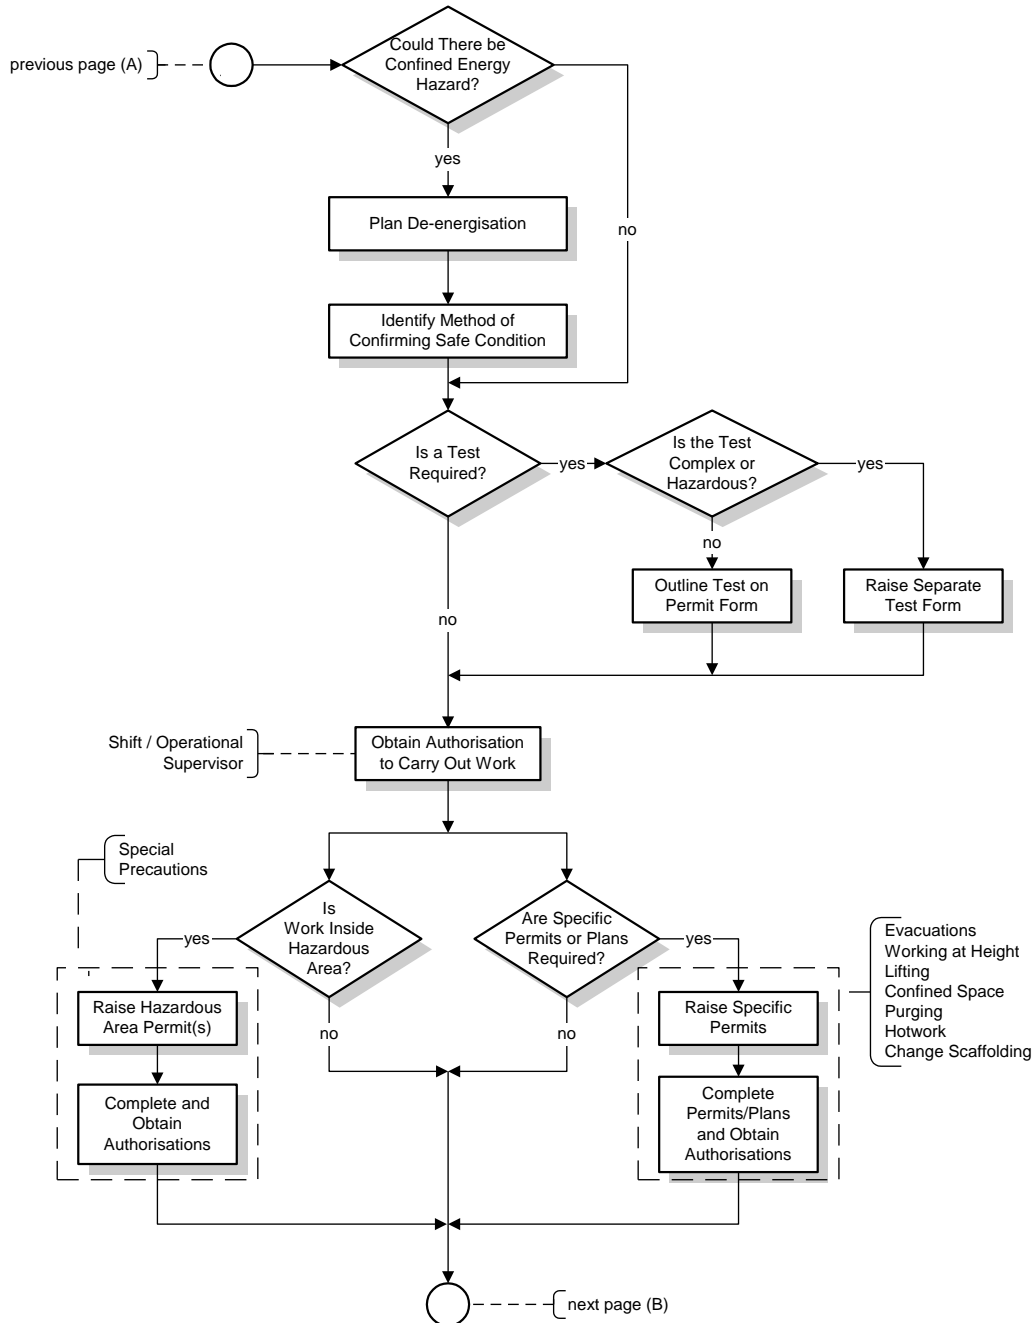 Could There be
Confined Energy
Hazard?
previous page (A)
yes
Plan De-energisation
no
Identify Method of
Confirming Safe Condition
Is a Test
Required?
yes
Is the Test
Complex or
Hazardous?
yes
no
Outline Test on
Permit Form
Raise Separate
Test Form
no
Shift / Operational
Supervisor
Obtain Authorisation
to Carry Out Work
Special
Precautions
Is
Work Inside
Hazardous
Area?
yes
Are Specific
Permits or Plans
Required?
yes
Evacuations
Working at Height
Lifting
Confined Space
Purging
Hotwork
Change Scaffolding
Raise Hazardous
Area Permit(s)
no
no
Raise Specific
Permits
Complete and
Obtain
Authorisations
Complete
Permits/Plans
and Obtain
Authorisations
next page (B)